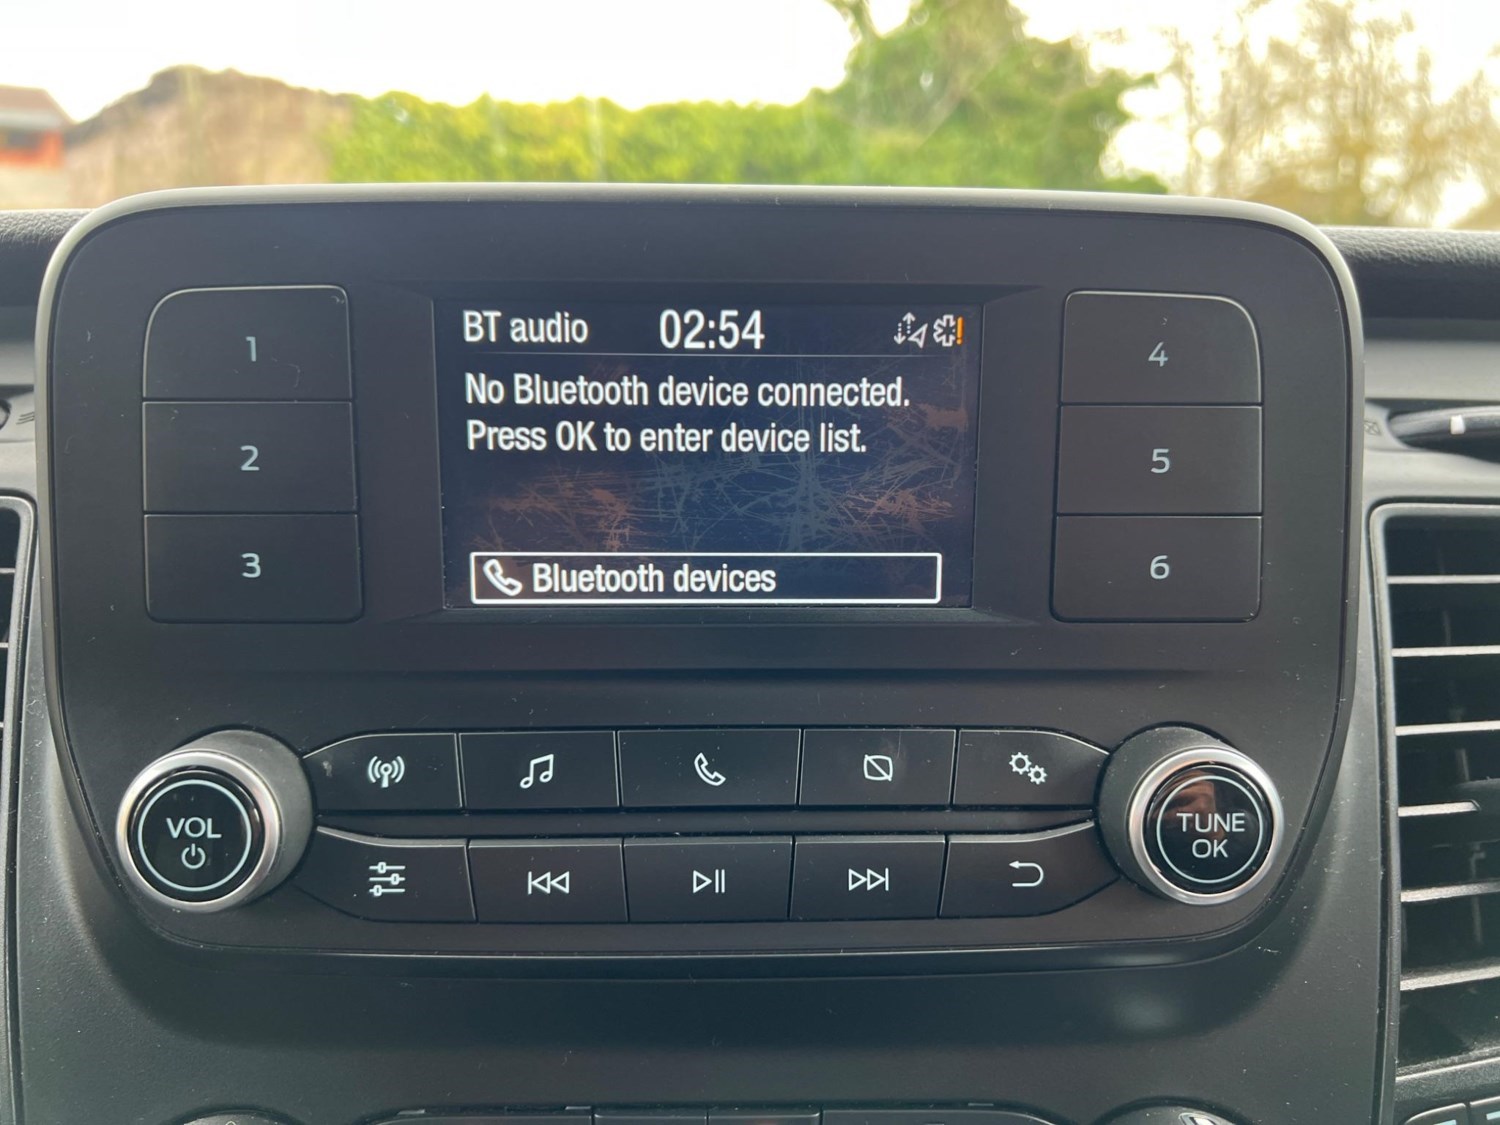 BT audio 02:54
No Bluetooth device connected.
Press OK to enter device list.
Bluetooth devices
1
2
3
4
5
6
VOL
TUNE
OK